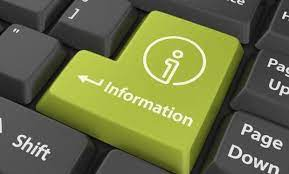 i
Information
Shift
Page
Up
Page
Down